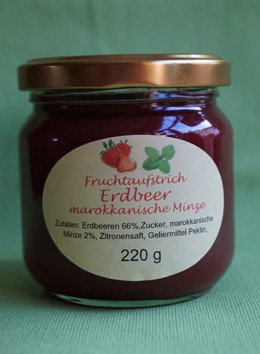 Fruchtaufstrich
Erdbeer
marokkanische Minze
Zutaten: Erdbeeren 66%,Zucker, marokkanische
Minze 2%, Zitronensaft, Geliermittel Pektin.
220 g